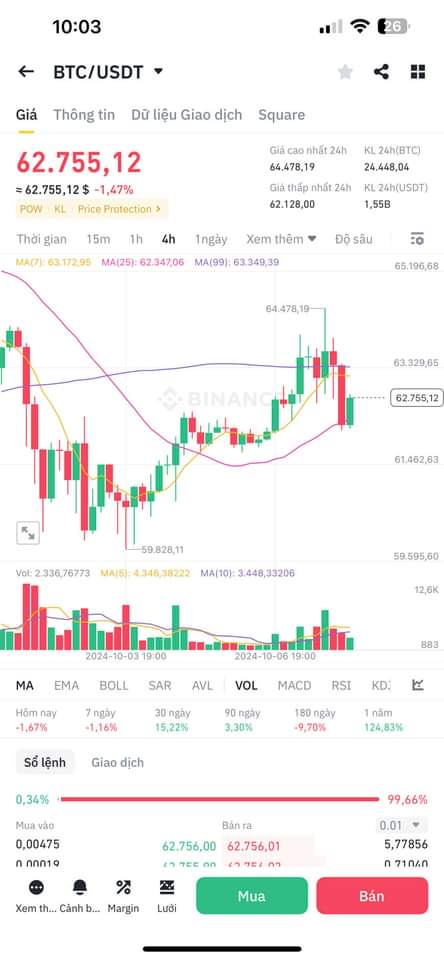 10:03
26
BTC/USDT
Giá Thông tin Dữ liệu Giao dịch Square
62.755,12
≈ 62.755,12 $ -1,47%
POW KL Price Protection
Giá cao nhất 24h KL 24h(BTC)
64.478,19 24.448,04
Giá thấp nhất 24h KL 24h(USDT)
62.128,00 1,55B
Thời gian 15m 1h 4h 1ngày Xem thêm Độ sâu
MA(7): 63.172,95 MA(25): 62.347,06 MA(99): 63.349,39
65.196,68
64.478,19
63.329,65
62.755,12
BINANC
61.462,63
59.828,11
59.595,60
Vol: 2.336,76773 MA(5): 4.346,38222 MA(10): 3.448,33206
12,6K
883
2024-10-03 19:00 2024-10-06 19:00
MA EMA BOLL SAR AVL VOL MACD RSI KD
Hôm nay 7 ngày 30 ngày 90 ngày 180 ngày 1 năm
-1,67% -1,16% 15,22% 3,30% -9,70% 124,83%
Sổ lệnh Giao dịch
0,34% 99,66%
Mua vào Bán ra 0.01
0,00475 62.756,00 62.756,01 5,77856
0,00019 62.756,02 0,71040
Xem th... Cảnh b... Margin Lưới
Mua Bán